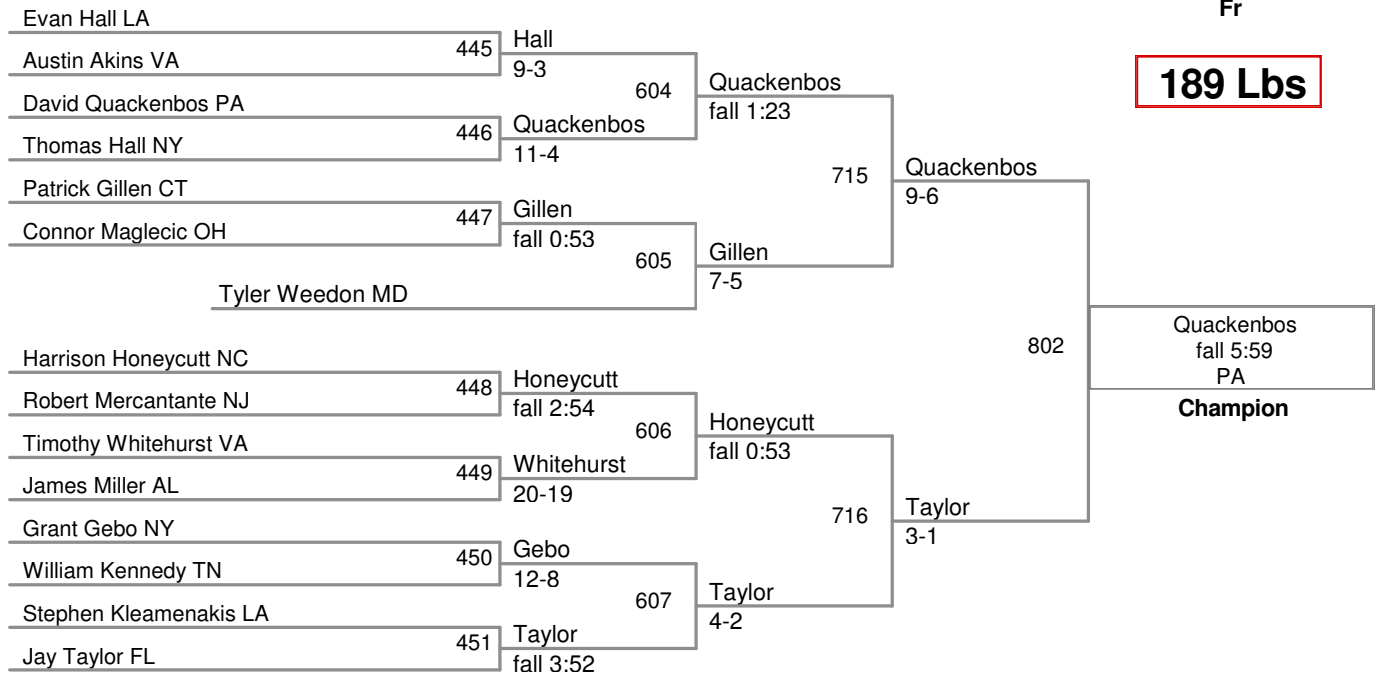 Fr
189 Lbs
Evan Hall LA
Austin Akins VA
David Quackenbos PA
Thomas Hall NY
Patrick Gillen CT
Connor Maglecic OH
Tyler Weedon MD
Harrison Honeycutt NC
Robert Mercantante NJ
Timothy Whitehurst VA
James Miller AL
Grant Gebo NY
William Kennedy TN
Stephen Kleamenakis LA
Jay Taylor FL
445
Hall
9-3
446
Quackenbos
11-4
447
Gillen
fall 0:53
448
Honeycutt
fall 2:54
449
Whitehurst
20-19
450
Gebo
12-8
451
Taylor
fall 3:52
604
Quackenbos
fall 1:23
605
Gillen
7-5
606
Honeycutt
fall 0:53
607
Taylor
4-2
715
Quackenbos
9-6
716
Taylor
3-1
802
Quackenbos
fall 5:59
PA
Champion